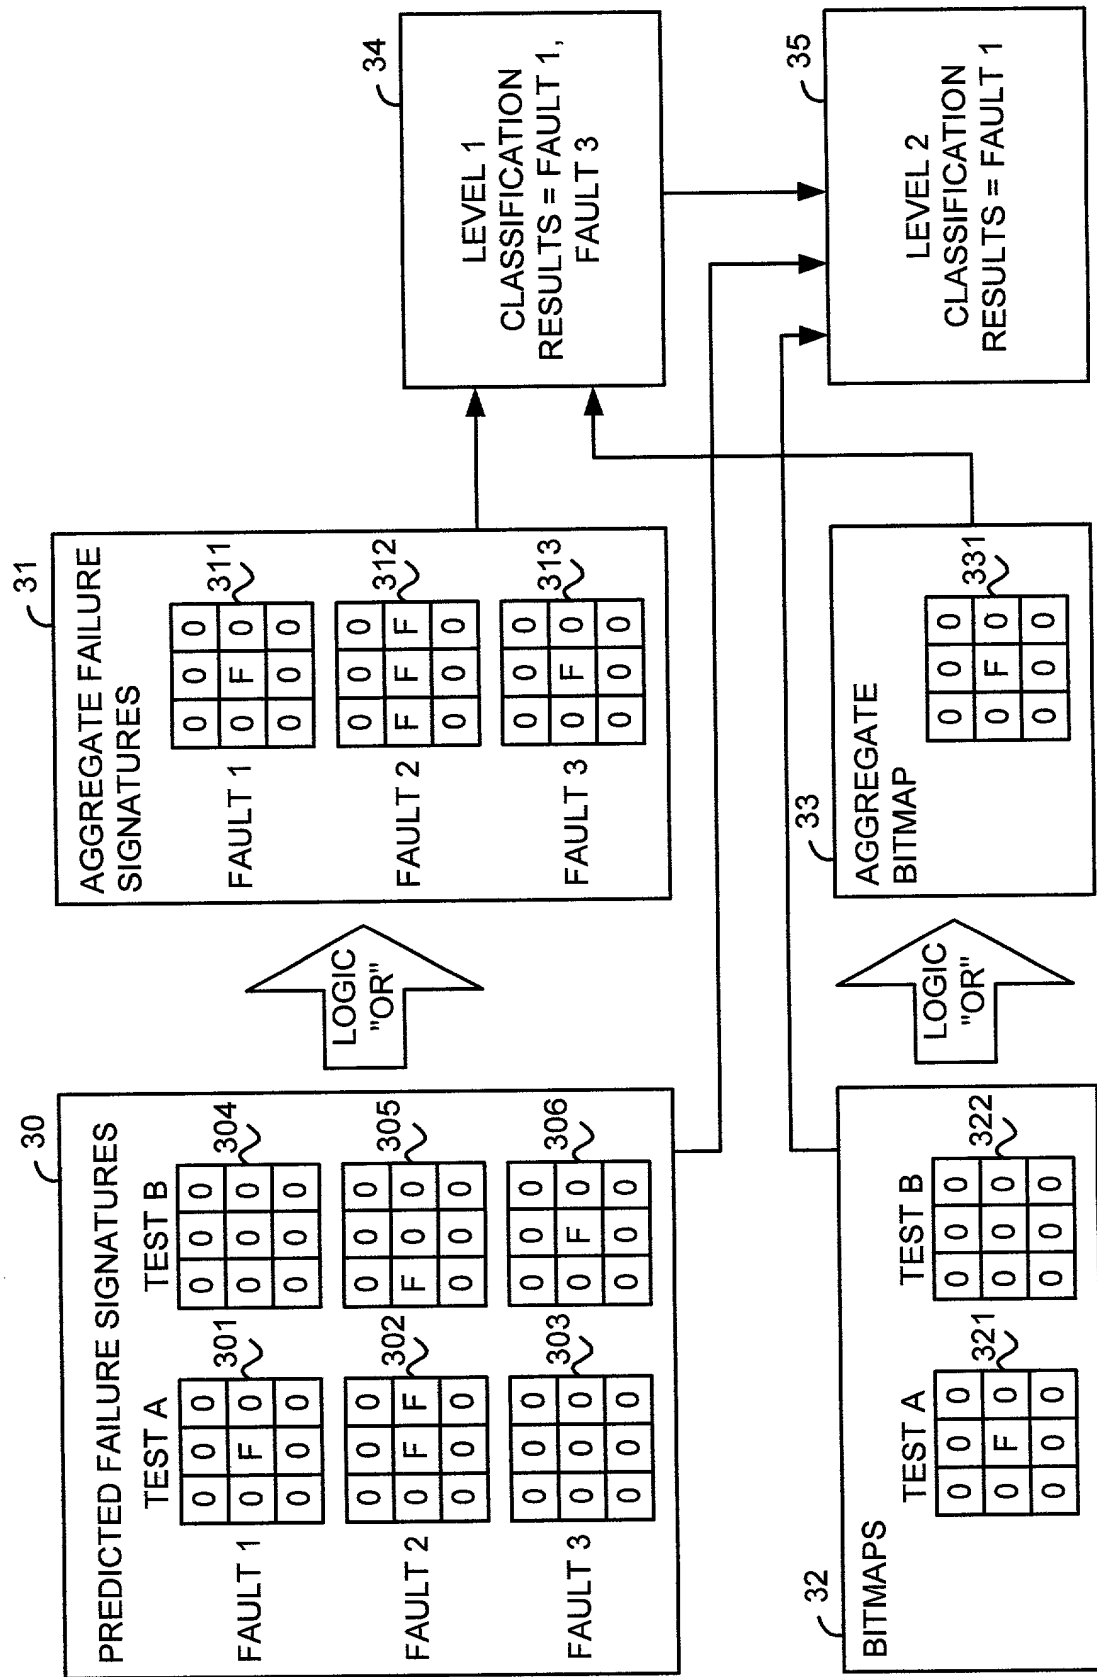 30
PREDICTED FAILURE SIGNATURES
TEST A TEST B
FAULT 1
301
0 0 0
0 F 0
0 0 0
304
0 0 0
0 0 0
0 0 0
FAULT 2
302
0 0 0
0 F F
0 0 0
305
0 0 0
F 0 0
0 0 0
FAULT 3
303
0 0 0
0 0 0
0 0 0
306
0 0 0
0 F 0
0 0 0
LOGIC
"OR"
31
AGGREGATE FAILURE
SIGNATURES
FAULT 1
311
0 0 0
0 F 0
0 0 0
FAULT 2
312
0 0 0
F F F
0 0 0
FAULT 3
313
0 0 0
0 F 0
0 0 0
34
LEVEL 1
CLASSIFICATION
RESULTS = FAULT 1,
FAULT 3
32
BITMAPS
TEST A TEST B
321
0 0 0
0 F 0
0 0 0
322
0 0 0
0 0 0
0 0 0
LOGIC
"OR"
33
AGGREGATE
BITMAP
331
0 0 0
0 F 0
0 0 0
35
LEVEL 2
CLASSIFICATION
RESULTS = FAULT 1